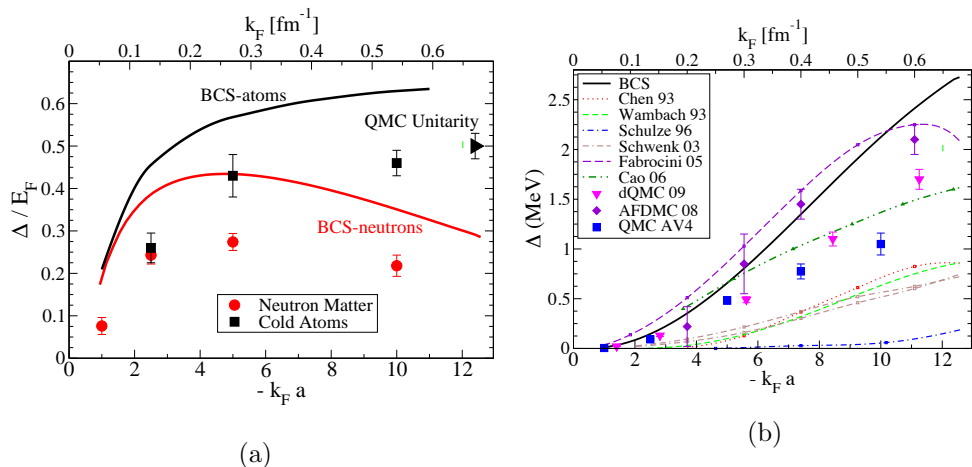 k_F [fm^-1]
0 0.1 0.2 0.3 0.4 0.5 0.6
Δ / E_F
0.6
0.5
0.4
0.3
0.2
0.1
0
BCS-atoms
QMC Unitarity
BCS-neutrons
Neutron Matter
Cold Atoms
0 2 4 6 8 10 12
- k_F a
(a)
k_F [fm^-1]
0 0.1 0.2 0.3 0.4 0.5 0.6
Δ (MeV)
2.5
2
1.5
1
0.5
0
BCS
Chen 93
Wambach 93
Schulze 96
Schwenk 03
Fabrocini 05
Cao 06
dQMC 09
AFDMC 08
QMC AV4
0 2 4 6 8 10 12
- k_F a
(b)